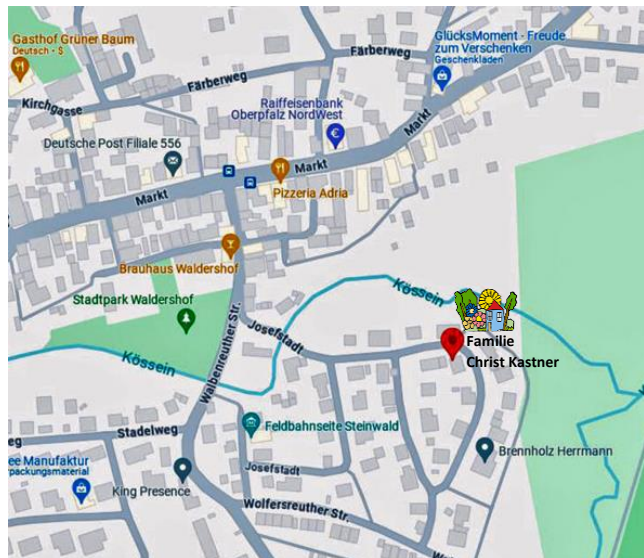 Gasthof Grüner Baum
Deutsch • $
GlücksMoment - Freude
zum Verschenken
Geschenkladen
Färberweg
Färberweg
Kirchgasse
Raiffeisenbank
Oberpfalz NordWest
Markt
Deutsche Post Filiale 556
Markt
Markt
Pizzeria Adria
Brauhaus Waldershof
Stadtpark Waldershof
Kössein
Walbenreuther Str.
Josefstadt
Familie
Christ Kastner
Kössein
Feldbahnseite Steinwald
Stadelweg
eg
Brennholz Herrmann
ee Manufaktur
rpackungsmaterial
Josefstadt
King Presence
Wolfersreuther Str.